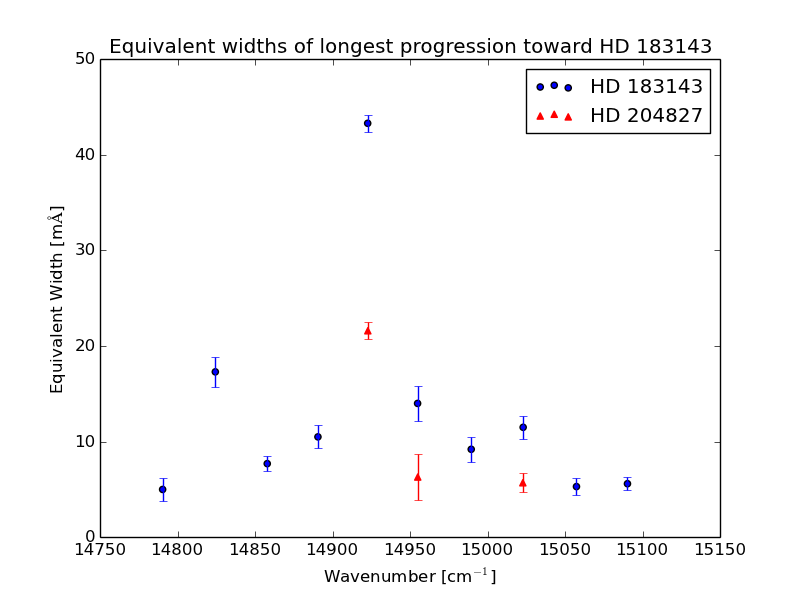 Equivalent widths of longest progression toward HD 183143
50
HD 183143
HD 204827
40
30
20
10
0
Equivalent Width [mÅ]
14750 14800 14850 14900 14950 15000 15050 15100 15150
Wavenumber [cm⁻¹]